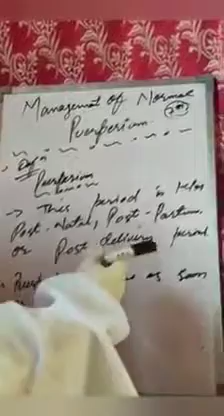 Management of Normal
Puerperium
Defⁿ
Puerperium
→ This period is
Post-Natal, Post-Partum,
or Post delivery period
as soon